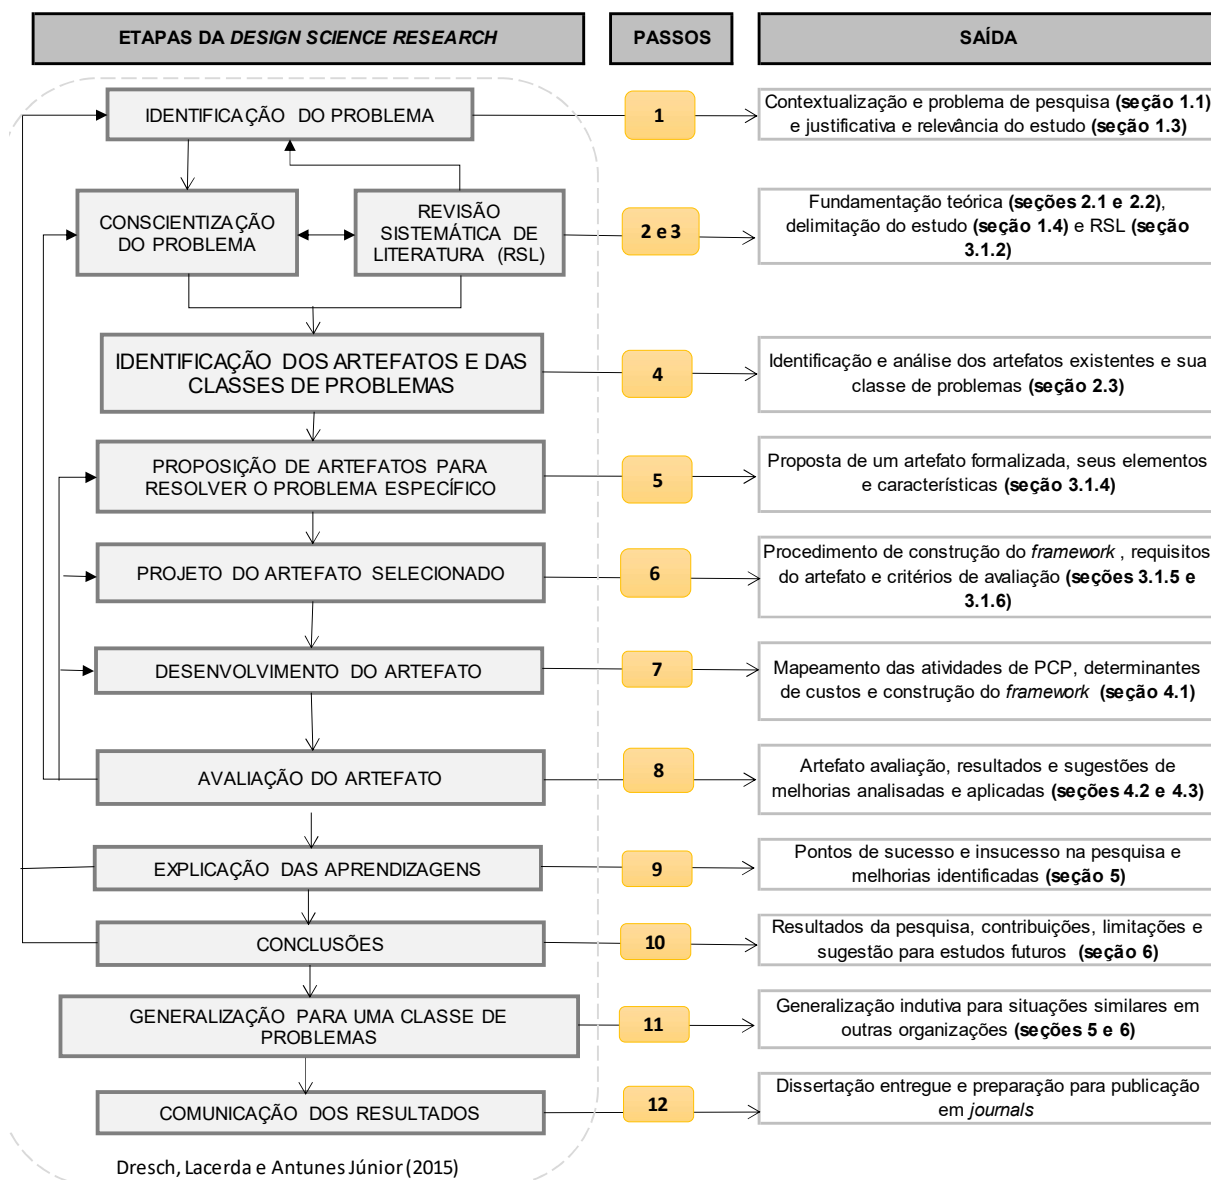 ETAPAS DA DESIGN SCIENCE RESEARCH
PASSOS
SAÍDA
IDENTIFICAÇÃO DO PROBLEMA
1
Contextualização e problema de pesquisa (seção 1.1)
e justificativa e relevância do estudo (seção 1.3)
CONSCIENTIZAÇÃO
DO PROBLEMA
REVISÃO
SISTEMÁTICA DE
LITERATURA (RSL)
2 e 3
Fundamentação teórica (seções 2.1 e 2.2),
delimitação do estudo (seção 1.4) e RSL (seção
3.1.2)
IDENTIFICAÇÃO DOS ARTEFATOS E DAS
CLASSES DE PROBLEMAS
4
Identificação e análise dos artefatos existentes e sua
classe de problemas (seção 2.3)
PROPOSIÇÃO DE ARTEFATOS PARA
RESOLVER O PROBLEMA ESPECÍFICO
5
Proposta de um artefato formalizada, seus elementos
e características (seção 3.1.4)
PROJETO DO ARTEFATO SELECIONADO
6
Procedimento de construção do framework , requisitos
do artefato e critérios de avaliação (seções 3.1.5 e
3.1.6)
DESENVOLVIMENTO DO ARTEFATO
7
Mapeamento das atividades de PCP, determinantes
de custos e construção do framework (seção 4.1)
AVALIAÇÃO DO ARTEFATO
8
Artefato avaliação, resultados e sugestões de
melhorias analisadas e aplicadas (seções 4.2 e 4.3)
EXPLICAÇÃO DAS APRENDIZAGENS
9
Pontos de sucesso e insucesso na pesquisa e
melhorias identificadas (seção 5)
CONCLUSÕES
10
Resultados da pesquisa, contribuições, limitações e
sugestão para estudos futuros (seção 6)
GENERALIZAÇÃO PARA UMA CLASSE DE
PROBLEMAS
11
Generalização indutiva para situações similares em
outras organizações (seções 5 e 6)
COMUNICAÇÃO DOS RESULTADOS
12
Dissertação entregue e preparação para publicação
em journals
Dresch, Lacerda e Antunes Júnior (2015)